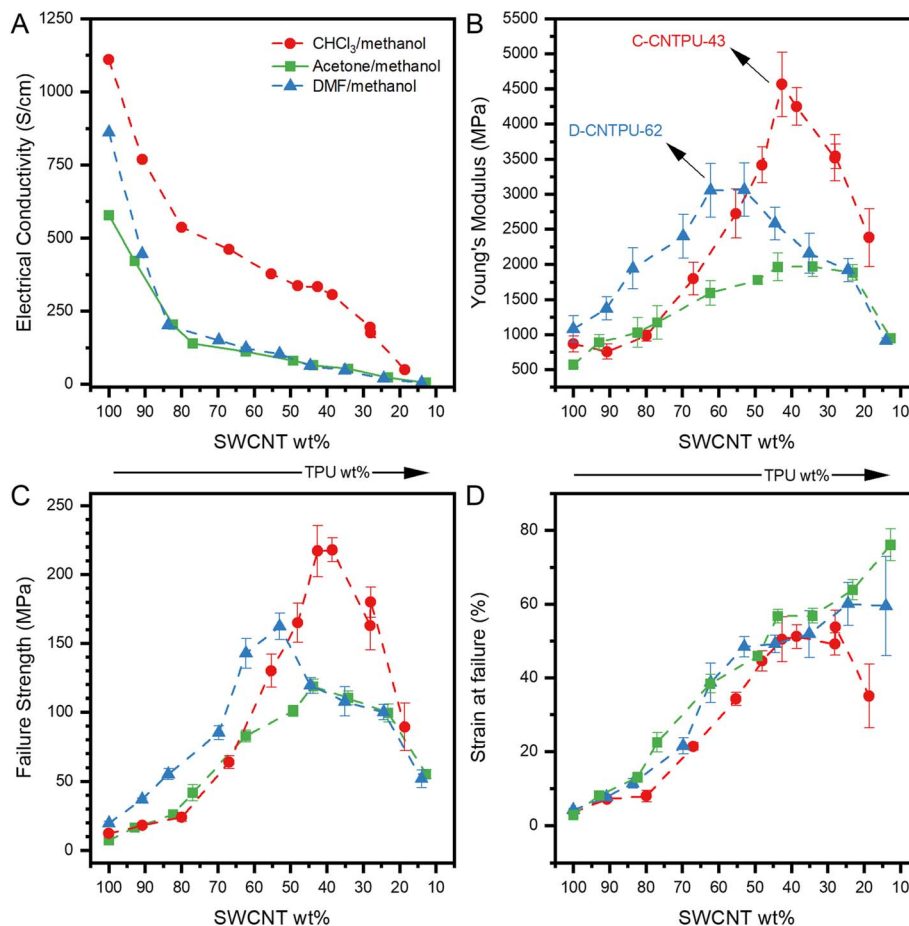 A
Electrical Conductivity (S/cm)
1250
1000
750
500
250
0
CHCl₃/methanol
Acetone/methanol
DMF/methanol
100 90 80 70 60 50 40 30 20 10
SWCNT wt%
B
Young's Modulus (MPa)
5500
5000
4500
4000
3500
3000
2500
2000
1500
1000
500
C-CNTPU-43
D-CNTPU-62
100 90 80 70 60 50 40 30 20 10
SWCNT wt%
TPU wt%
C
Failure Strength (MPa)
250
200
150
100
50
0
100 90 80 70 60 50 40 30 20 10
SWCNT wt%
TPU wt%
D
Strain at failure (%)
80
60
40
20
0
100 90 80 70 60 50 40 30 20 10
SWCNT wt%